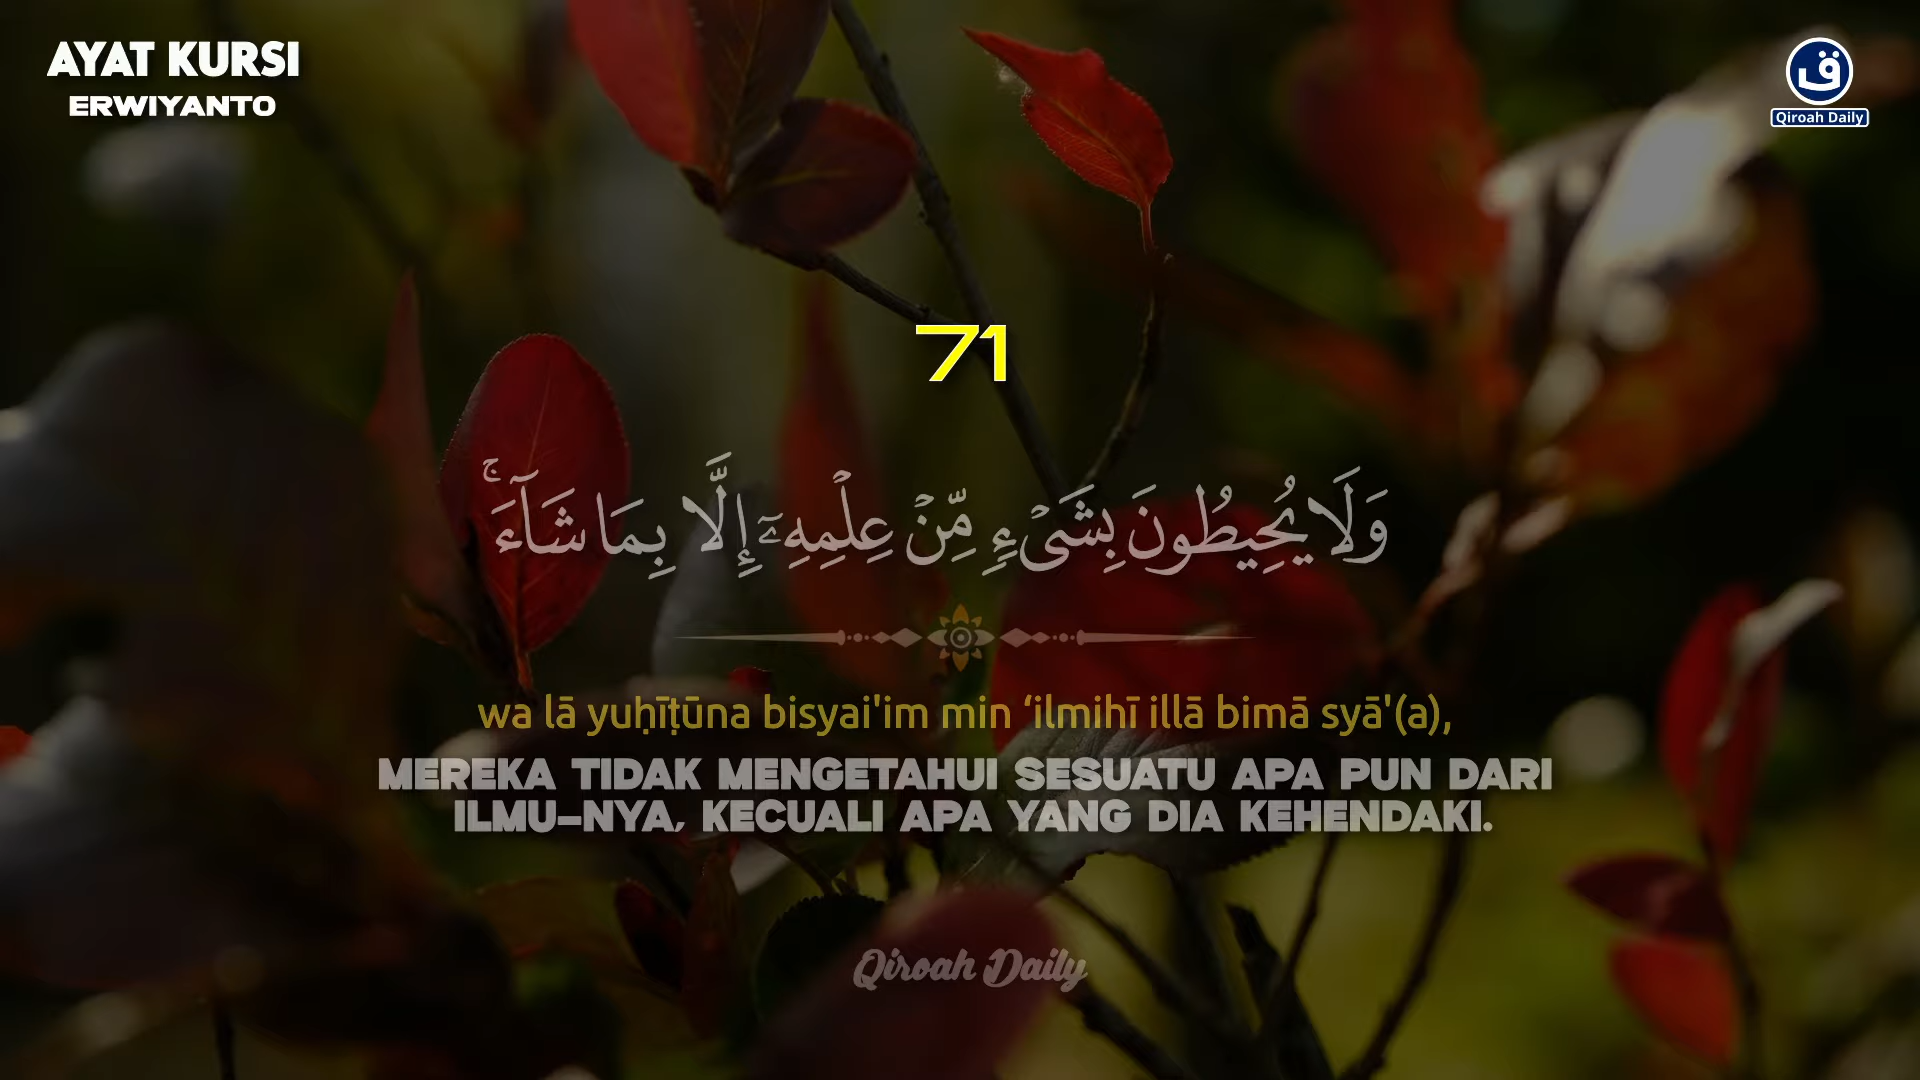 AYAT KURSI
ERWIYANTO
ق
Qiroah Daily
71
وَلَا يُحِيطُونَ بِشَىْءٍ مِّنْ عِلْمِهِۦٓ إِلَّا بِمَا شَآءَ ۚ
wa lā yuḥīṭūna bisyai'im min ‘ilmihī illā bimā syā'(a),
MEREKA TIDAK MENGETAHUI SESUATU APA PUN DARI
ILMU-NYA, KECUALI APA YANG DIA KEHENDAKI.
Qiroah Daily